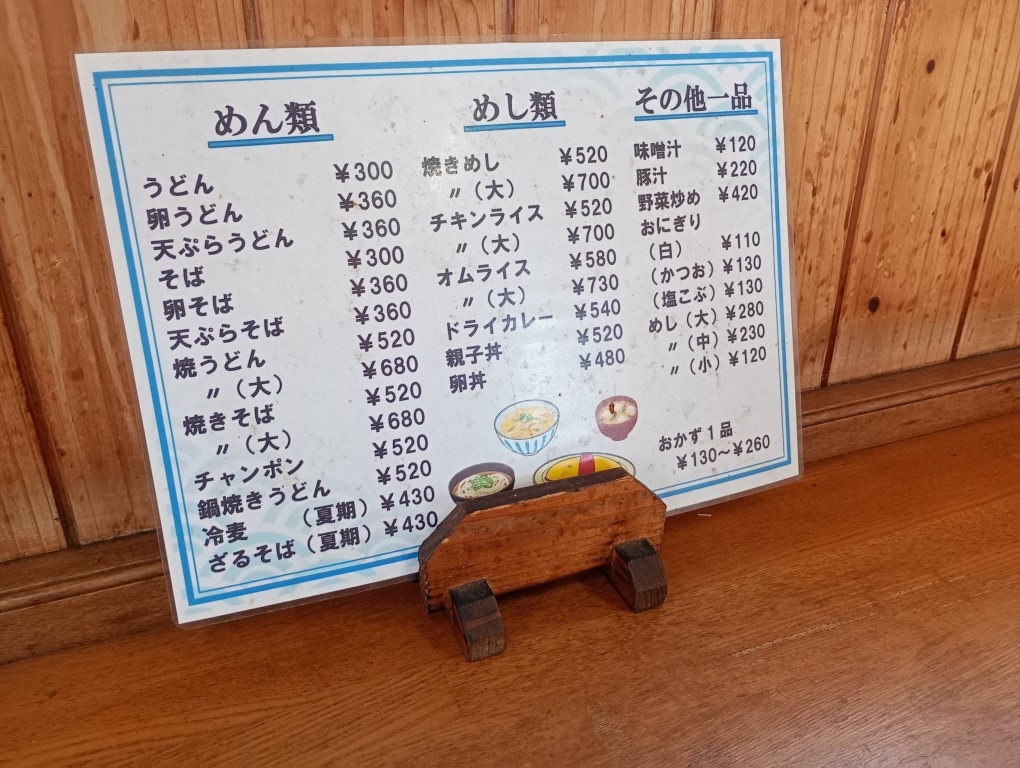 めん類
うどん ¥300
卵うどん ¥360
天ぷらうどん ¥360
そば ¥300
卵そば ¥360
天ぷらそば ¥360
焼うどん ¥520
〃（大） ¥680
焼きそば ¥520
〃（大） ¥680
チャンポン ¥520
鍋焼きうどん ¥520
冷麦 （夏期） ¥430
ざるそば（夏期） ¥430
めし類
焼きめし ¥520
〃（大） ¥700
チキンライス ¥520
〃（大） ¥700
オムライス ¥580
〃（大） ¥730
ドライカレー ¥540
親子丼 ¥520
卵丼 ¥480
その他一品
味噌汁 ¥120
豚汁 ¥220
野菜炒め ¥420
おにぎり
（白） ¥110
（かつお） ¥130
（塩こぶ） ¥130
めし（大） ¥280
〃（中） ¥230
〃（小） ¥120
おかず１品
¥130～¥260